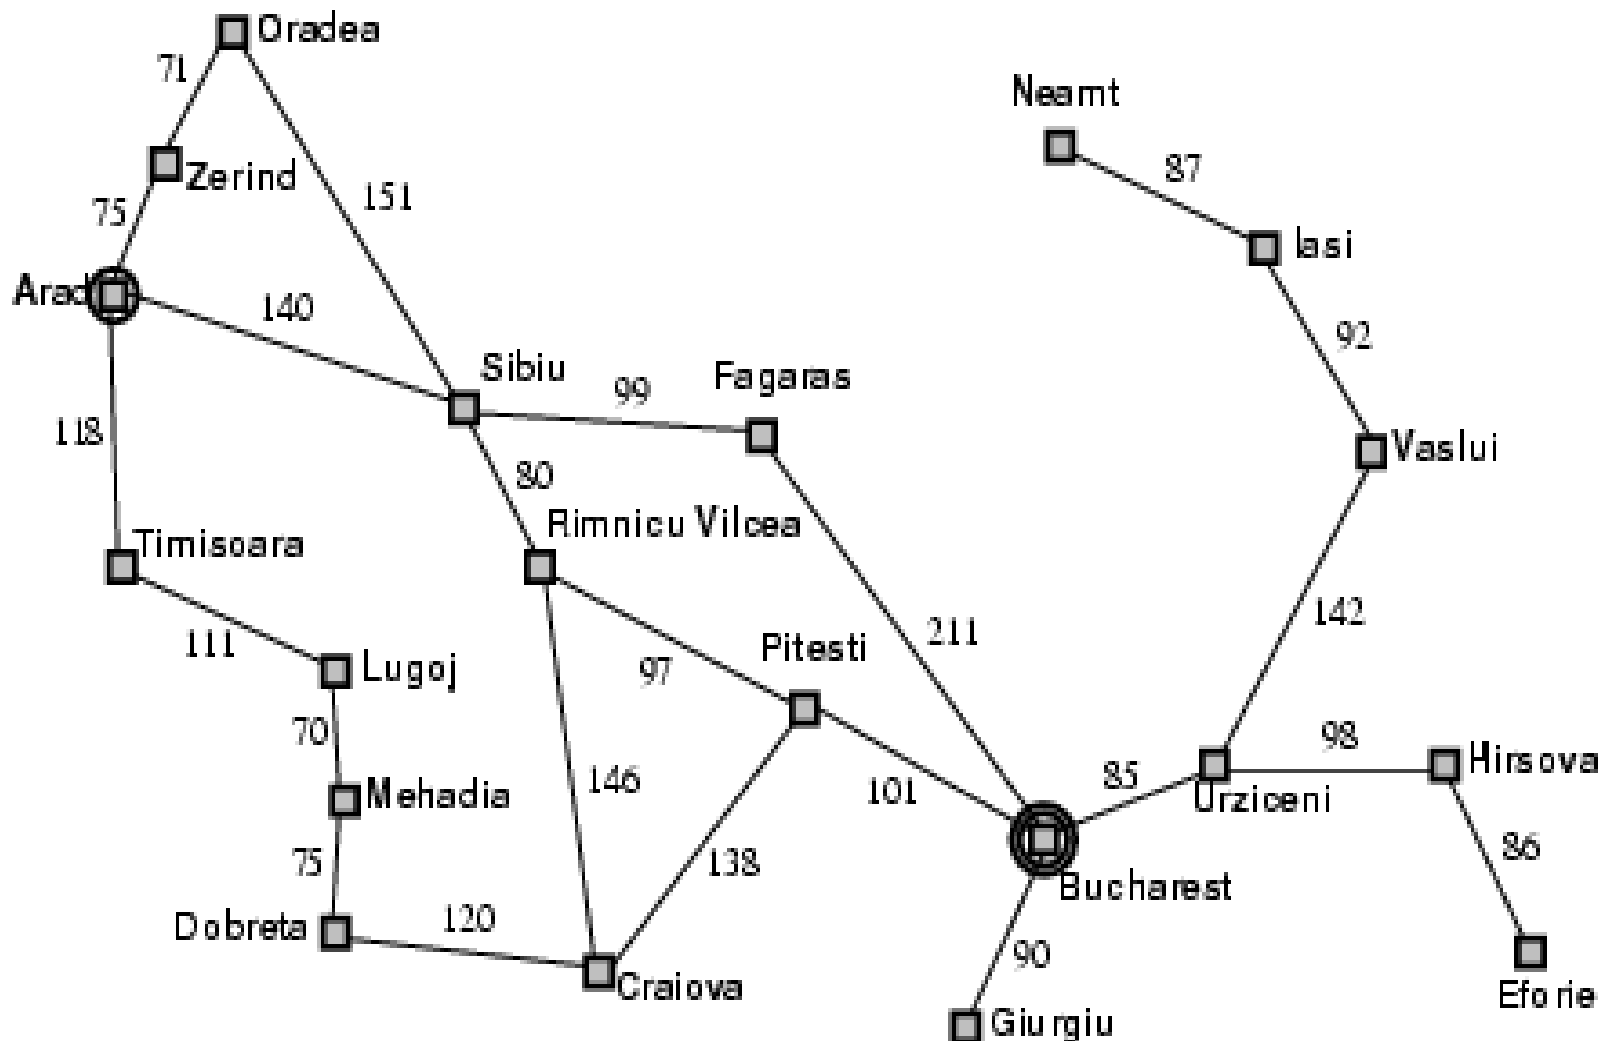 Oradea
71
Neamt
87
Zerind
151
75
Iasi
Arad
140
92
Sibiu
Fagaras
99
118
Vaslui
80
Rimnicu Vilcea
Timisoara
142
211
111
Pitesti
Lugoj
97
70
98
Hirsova
146
85
Mehadia
101
Urziceni
86
75
138
Bucharest
Dobreta
120
90
Craiova
Eforie
Giurgiu